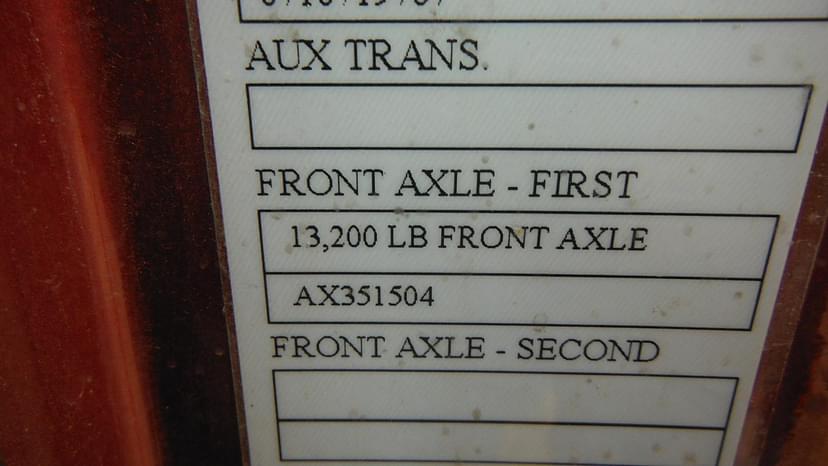 AUX TRANS.
FRONT AXLE - FIRST
13,200 LB FRONT AXLE
AX351504
FRONT AXLE - SECOND